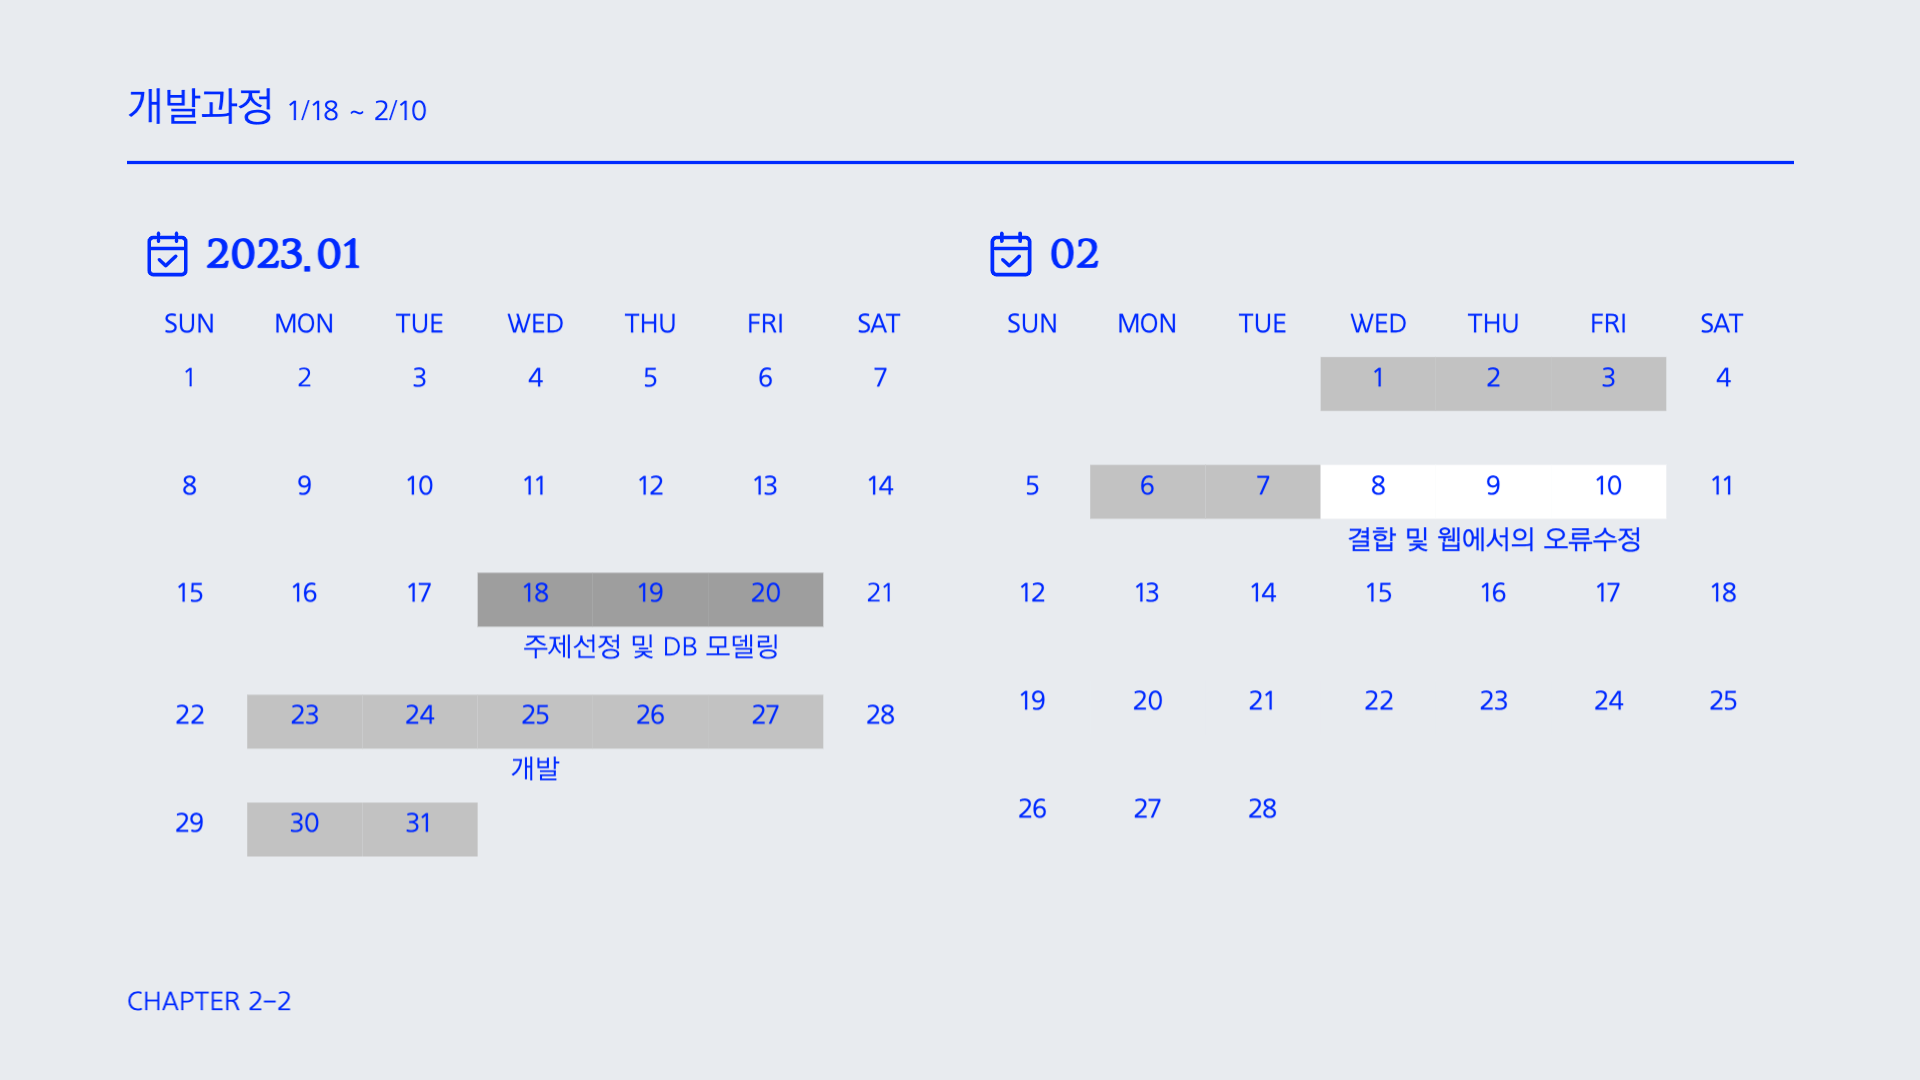 개발과정 1/18 ~ 2/10
2023.01
SUN MON TUE WED THU FRI SAT
1 2 3 4 5 6 7
8 9 10 11 12 13 14
15 16 17 18 19 20 21
주제선정 및 DB 모델링
22 23 24 25 26 27 28
개발
29 30 31
02
SUN MON TUE WED THU FRI SAT
1 2 3 4
5 6 7 8 9 10 11
결합 및 웹에서의 오류수정
12 13 14 15 16 17 18
19 20 21 22 23 24 25
26 27 28
CHAPTER 2-2